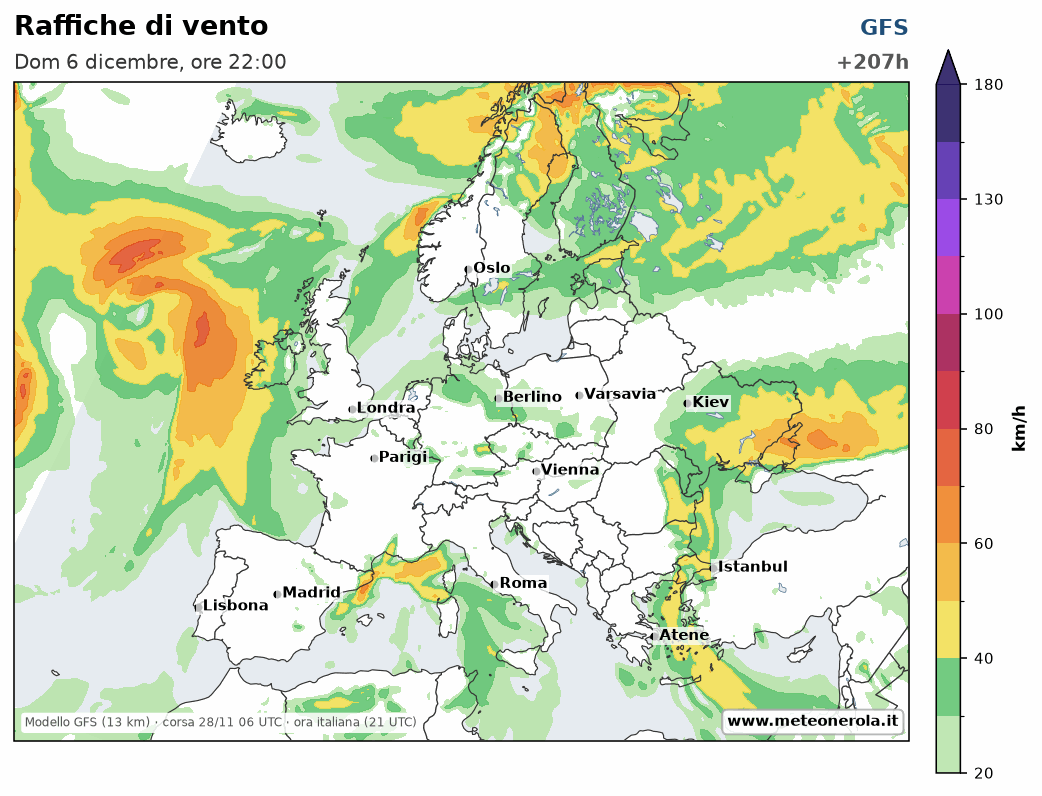 Raffiche di vento
GFS
Dom 6 dicembre, ore 22:00
+207h
180
130
100
80
60
40
20
km/h
Oslo
Berlino
Varsavia
Kiev
Londra
Parigi
Vienna
Istanbul
Roma
Madrid
Lisbona
Atene
Modello GFS (13 km) · corsa 28/11 06 UTC · ora italiana (21 UTC)
www.meteonerola.it